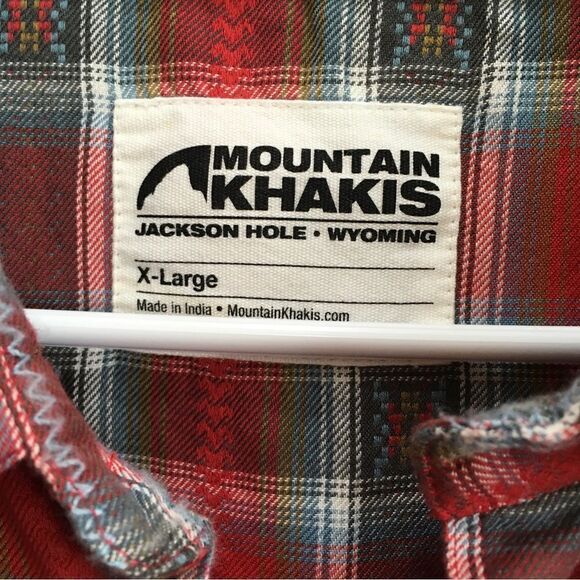 MOUNTAIN
KHAKIS
JACKSON HOLE • WYOMING
X-Large
Made in India • MountainKhakis.com